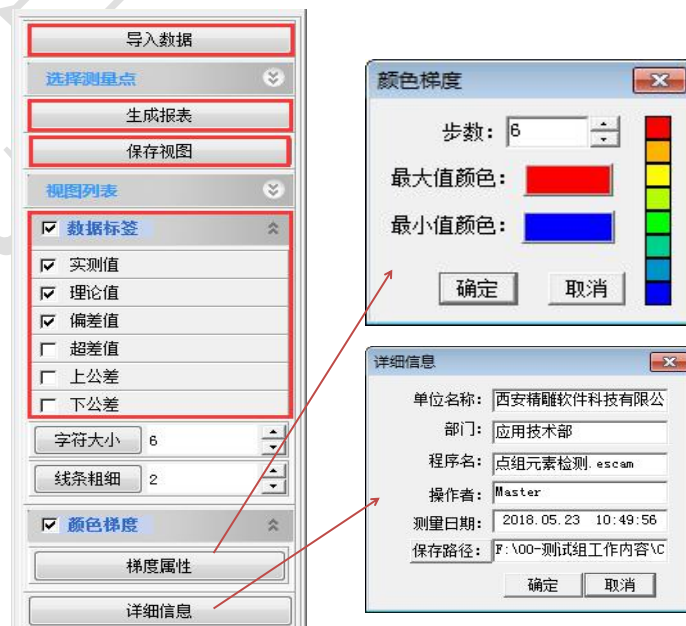 导入数据
选择测量点
生成报表
保存视图
视图列表
数据标签
实测值
理论值
偏差值
超差值
上公差
下公差
字符大小 6
线条粗细 2
颜色梯度
梯度属性
详细信息
颜色梯度
步数: 6
最大值颜色:
最小值颜色:
确定 取消
详细信息
单位名称: 西安精雕软件科技有限公
部门: 应用技术部
程序名: 点组元素检测.escam
操作者: Master
测量日期: 2018.05.23 10:49:56
保存路径: F:\00-测试组工作内容\C
确定 取消